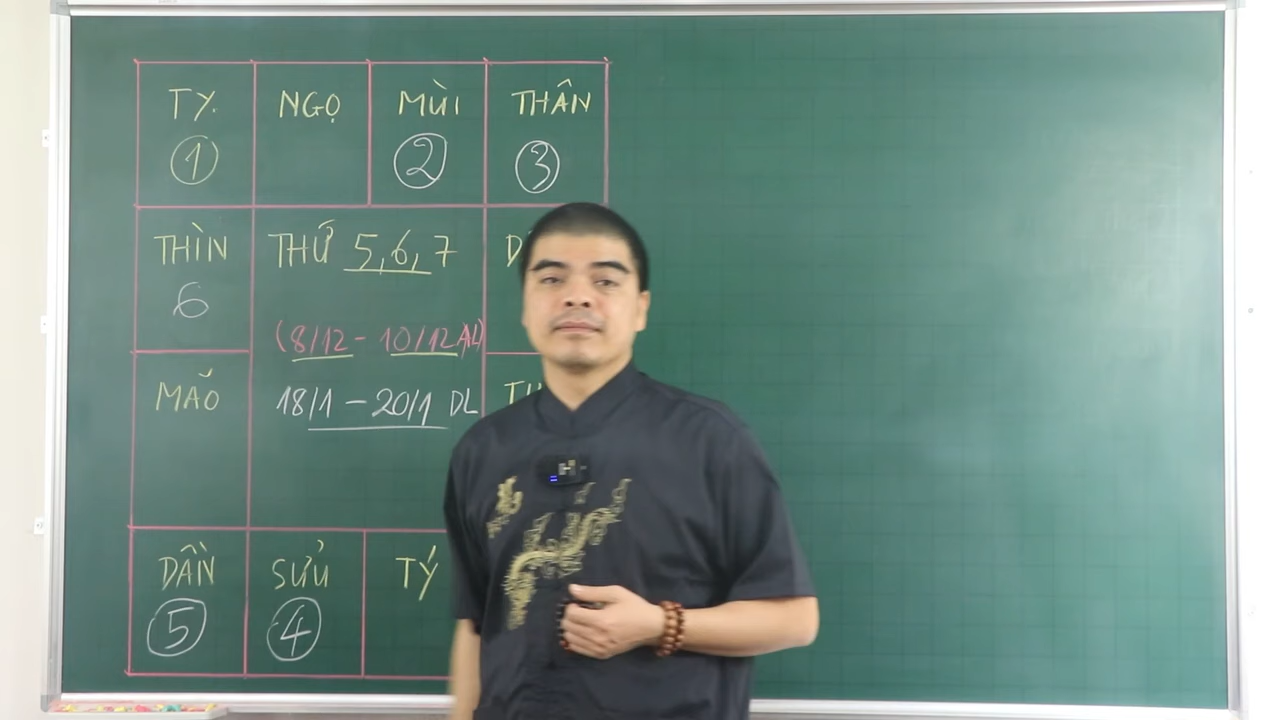 TỴ NGỌ MÙI THÂN
① ② ③
THÌN THỨ 5,6,7
6
(8/12 - 10/12 AL)
MÃO 18/1 - 20/1 DL
DẦN SỬU TÝ
⑤ ④